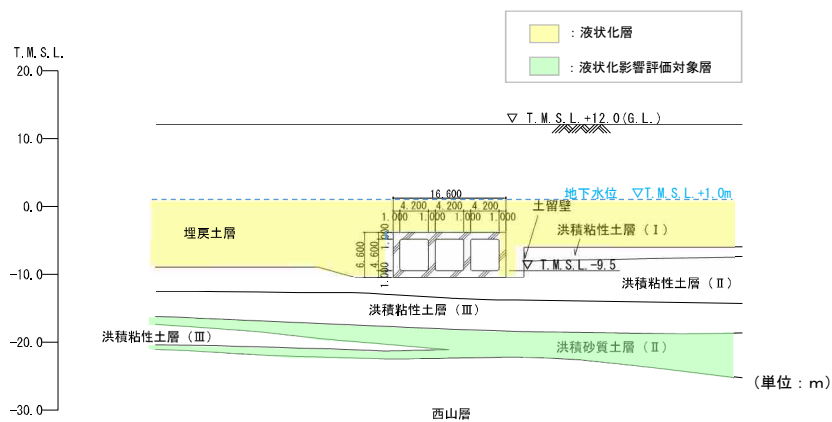 ：液状化層
：液状化影響評価対象層
T.M.S.L.
20.0
10.0
0.0
-10.0
-20.0
-30.0
▽ T.M.S.L.+12.0(G.L.)
地下水位 ▽T.M.S.L.+1.0m
16.600
4.200 4.200 4.200
1.000 1.000 1.000 1.000
土留壁
埋戻土層
洪積粘性土層（Ⅰ）
6.600
1.000
4.600
1.000
▽ T.M.S.L.-9.5
洪積粘性土層（Ⅱ）
洪積粘性土層（Ⅲ）
洪積粘性土層（Ⅲ）
洪積砂質土層（Ⅱ）
（単位：m）
西山層